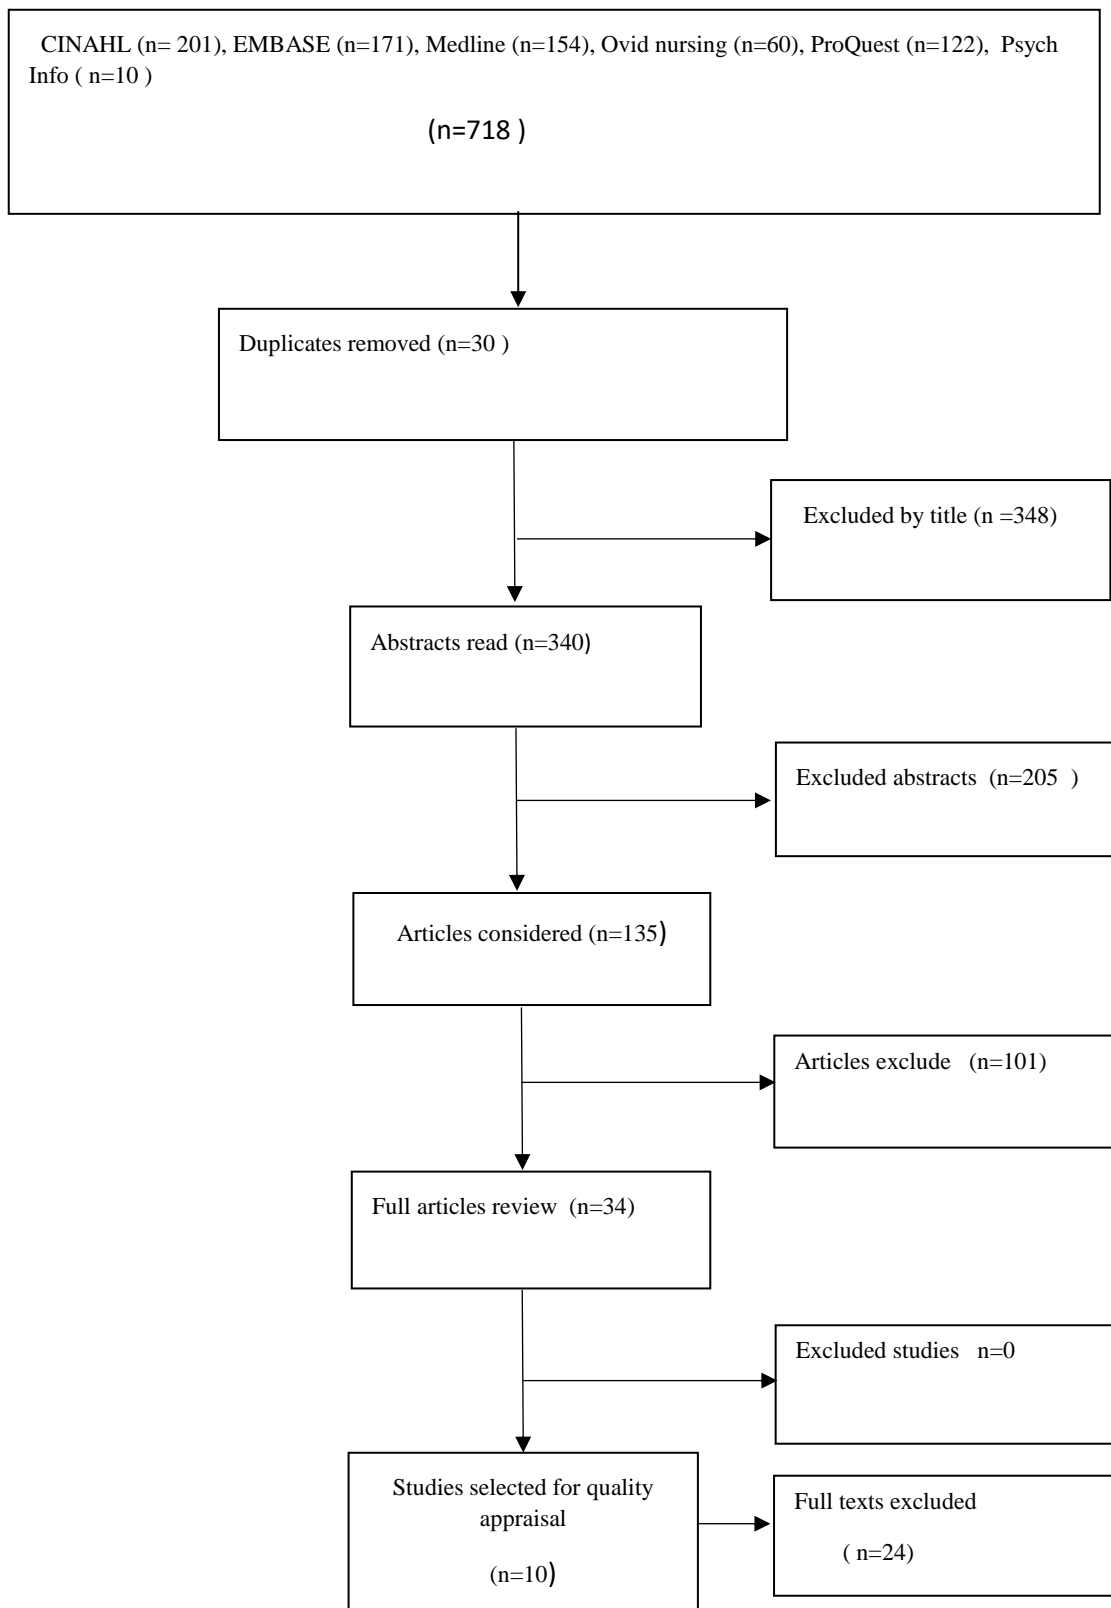 CINAHL (n= 201), EMBASE (n=171), Medline (n=154), Ovid nursing (n=60), ProQuest (n=122), Psych
Info ( n=10 )
(n=718 )
Duplicates removed (n=30 )
Excluded by title (n =348)
Abstracts read (n=340)
Excluded abstracts (n=205 )
Articles considered (n=135)
Articles exclude (n=101)
Full articles review (n=34)
Excluded studies n=0
Studies selected for quality
appraisal
(n=10)
Full texts excluded
( n=24)